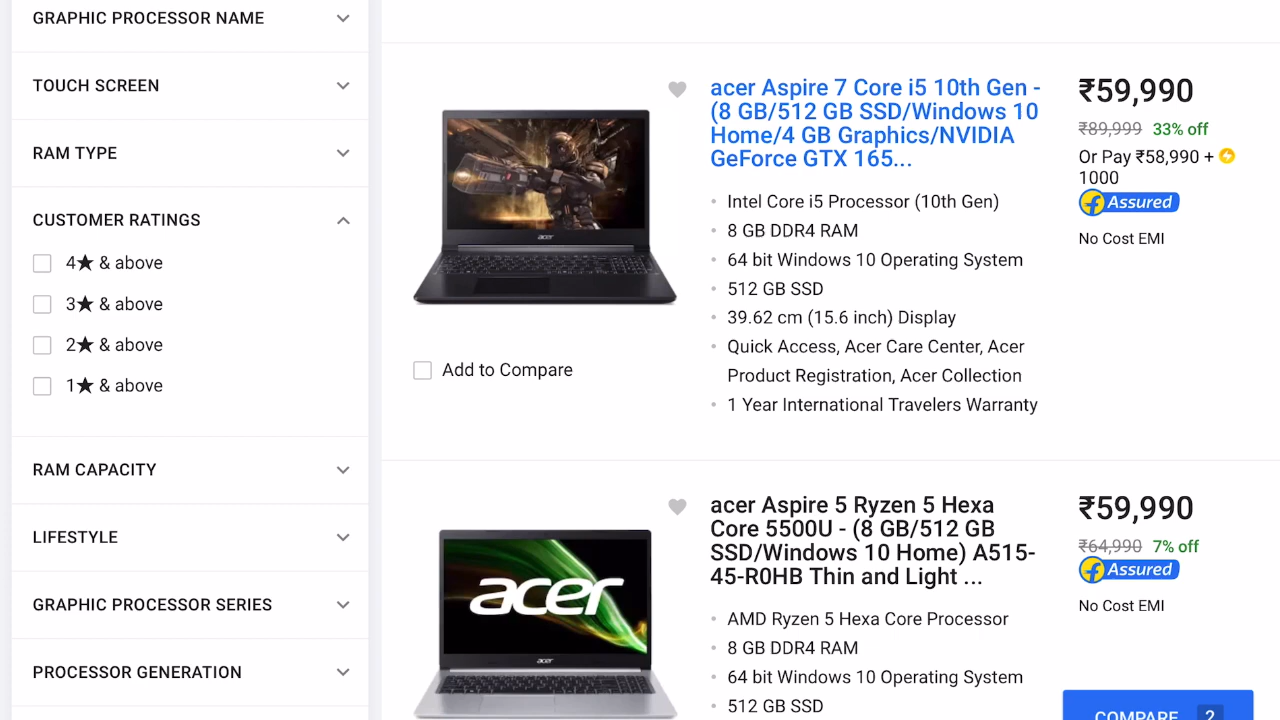 GRAPHIC PROCESSOR NAME
TOUCH SCREEN
RAM TYPE
CUSTOMER RATINGS
4★ & above
3★ & above
2★ & above
1★ & above
RAM CAPACITY
LIFESTYLE
GRAPHIC PROCESSOR SERIES
PROCESSOR GENERATION
acer
Add to Compare
acer Aspire 7 Core i5 10th Gen -
(8 GB/512 GB SSD/Windows 10
Home/4 GB Graphics/NVIDIA
GeForce GTX 165...
Intel Core i5 Processor (10th Gen)
8 GB DDR4 RAM
64 bit Windows 10 Operating System
512 GB SSD
39.62 cm (15.6 inch) Display
Quick Access, Acer Care Center, Acer
Product Registration, Acer Collection
1 Year International Travelers Warranty
₹59,990
₹89,999 33% off
Or Pay ₹58,990 +
1000
Assured
No Cost EMI
acer
acer
acer Aspire 5 Ryzen 5 Hexa
Core 5500U - (8 GB/512 GB
SSD/Windows 10 Home) A515-
45-R0HB Thin and Light ...
AMD Ryzen 5 Hexa Core Processor
8 GB DDR4 RAM
64 bit Windows 10 Operating System
512 GB SSD
₹59,990
₹64,990 7% off
Assured
No Cost EMI
COMPARE 2